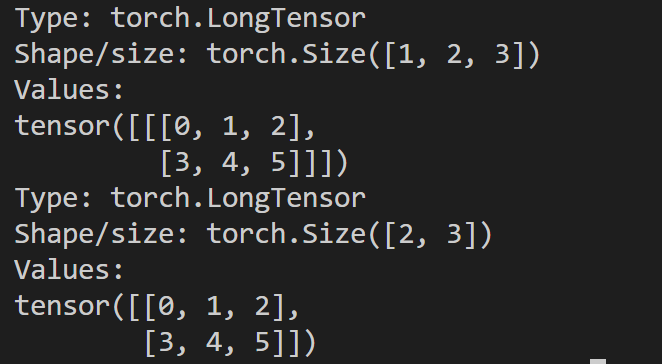 Type: torch.LongTensor
Shape/size: torch.Size([1, 2, 3])
Values:
tensor([[[0, 1, 2],
         [3, 4, 5]]])
Type: torch.LongTensor
Shape/size: torch.Size([2, 3])
Values:
tensor([[0, 1, 2],
        [3, 4, 5]])